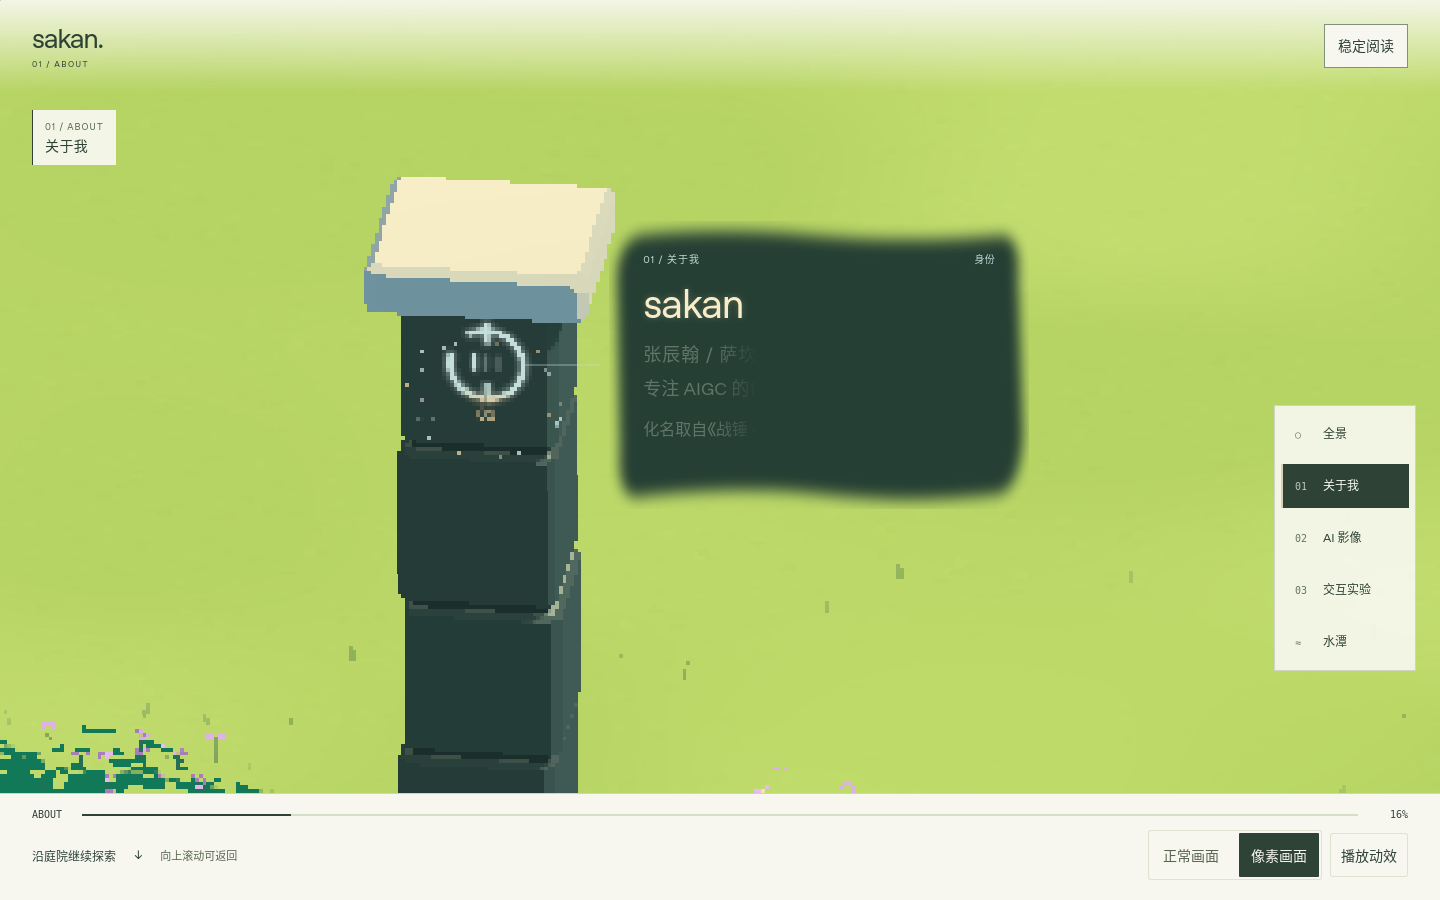 sakan.
01 / ABOUT
稳定阅读
01 / ABOUT
关于我
01 / 关于我
身份
sakan
张辰翰 / 萨坎
专注 AIGC 的
化名取自《战锤
全景
01 关于我
02 AI 影像
03 交互实验
≈ 水潭
ABOUT
16%
沿庭院继续探索 ↓ 向上滚动可返回
正常画面
像素画面
播放动效